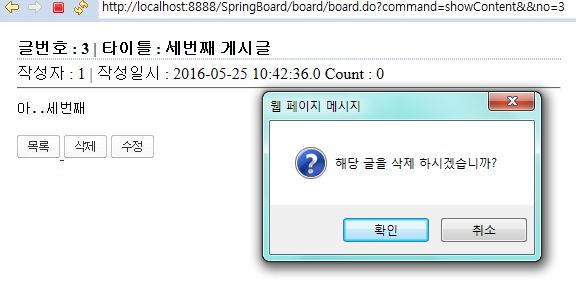 http://localhost:8888/SpringBoard/board/board.do?command=showContent&&no=3
글번호 : 3 | 타이틀 : 세번째 게시글
작성자 : 1 | 작성일시 : 2016-05-25 10:42:36.0 Count : 0
아..세번째
목록 삭제 수정
웹 페이지 메시지
해당 글을 삭제 하시겠습니까?
확인 취소